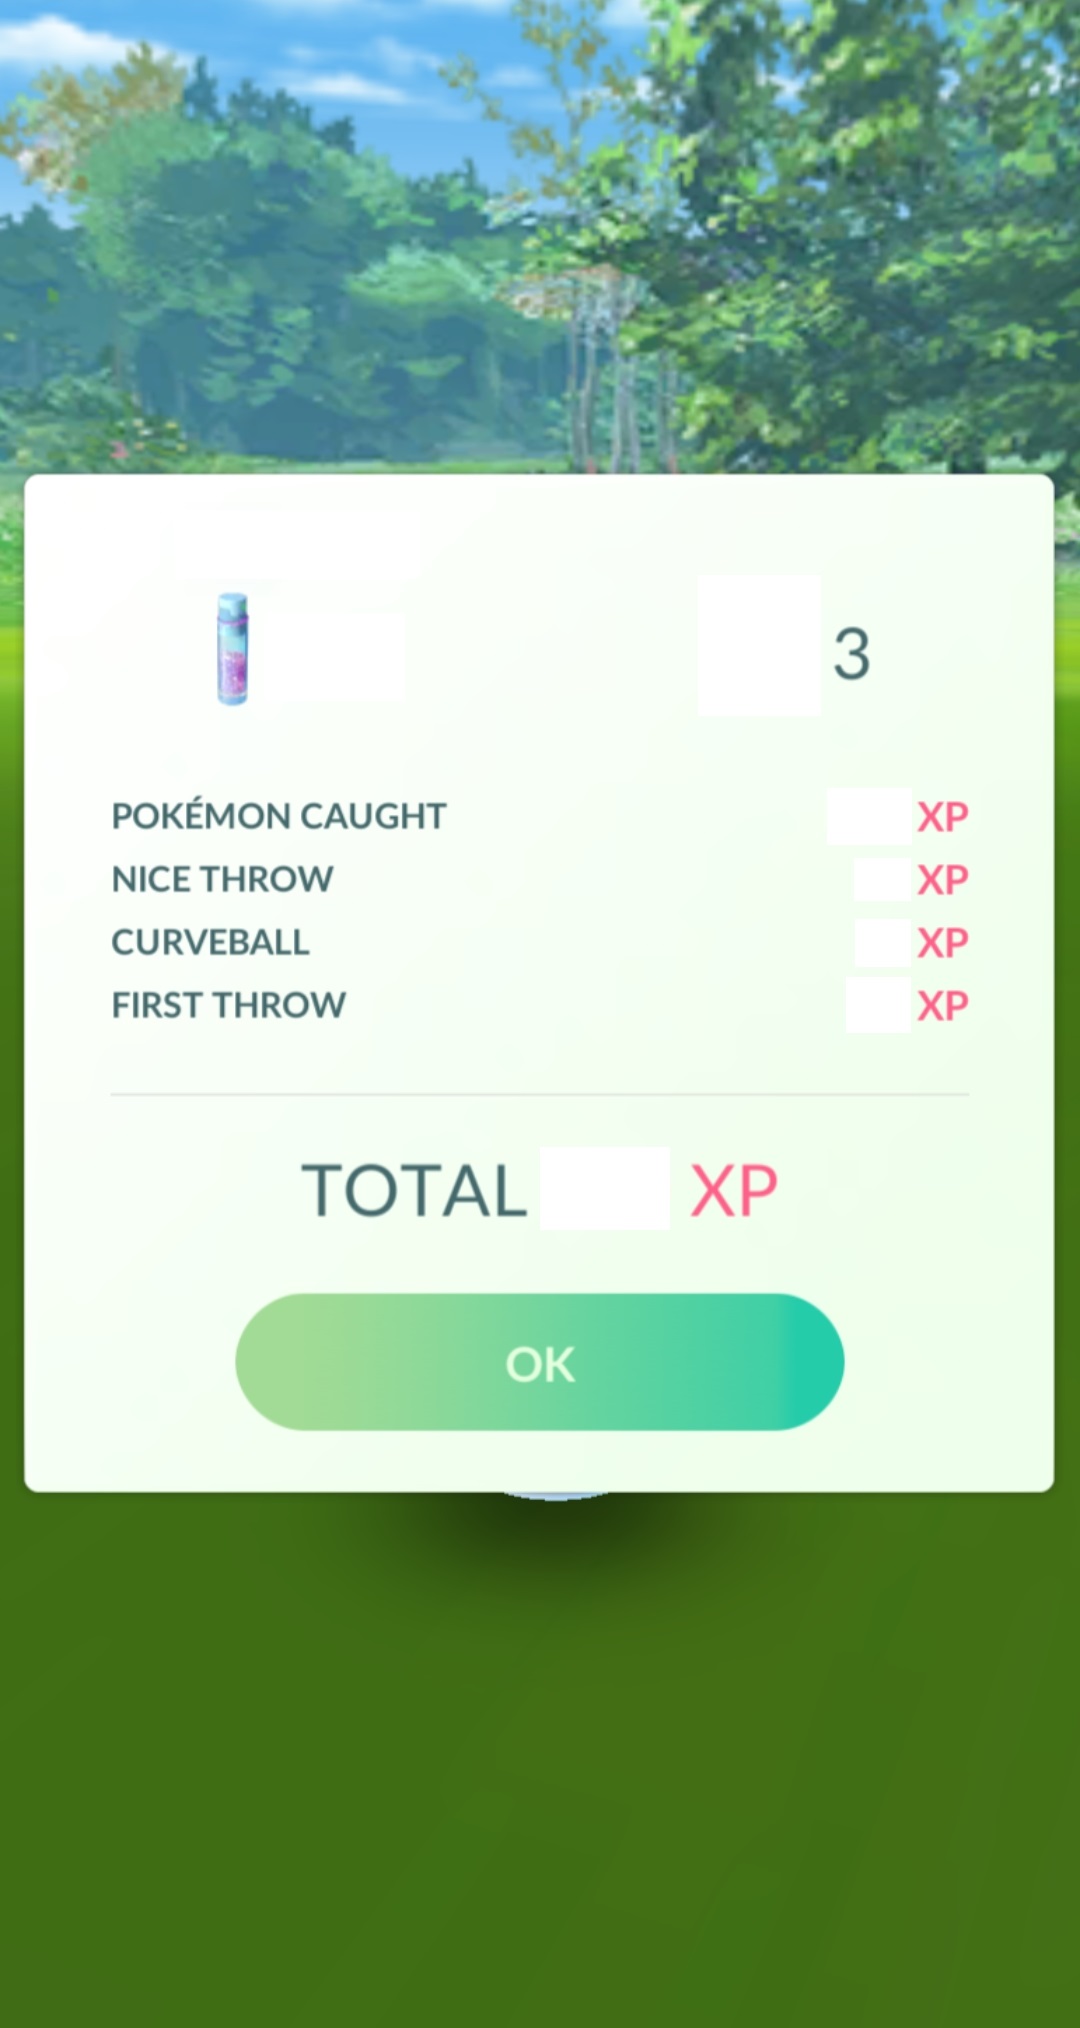 3
POKÉMON CAUGHT XP
NICE THROW XP
CURVEBALL XP
FIRST THROW XP
TOTAL XP
OK